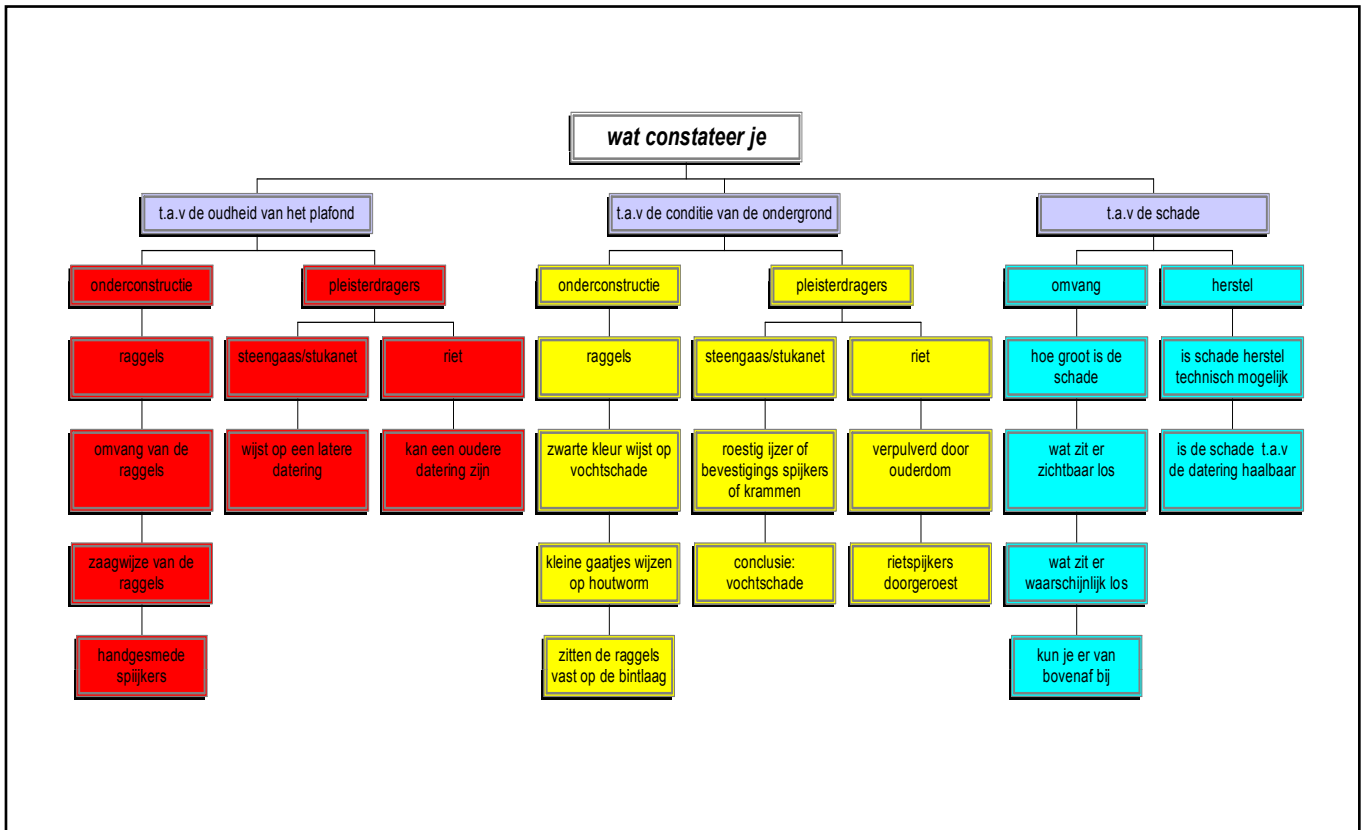 wat constateer je
t.a.v de oudheid van het plafond
t.a.v de conditie van de ondergrond
t.a.v de schade
onderconstructie
pleisterdragers
onderconstructie
pleisterdragers
omvang
herstel
raggels
steengaas/stukanet
riet
raggels
steengaas/stukanet
riet
hoe groot is de
schade
is schade herstel
technisch mogelijk
omvang van de
raggels
wijst op een latere
datering
kan een oudere
datering zijn
zwarte kleur wijst op
vochtschade
roestig ijzer of
bevestigings spijkers
of krammen
verpulverd door
ouderdom
wat zit er
zichtbaar los
is de schade t.a.v
de datering haalbaar
zaagwijze van de
raggels
kleine gaatjes wijzen
op houtworm
conclusie:
vochtschade
rietspijkers
doorgeroest
wat zit er
waarschijnlijk los
handgesmede
spiijkers
zitten de raggels
vast op de bintlaag
kun je er van
bovenaf bij